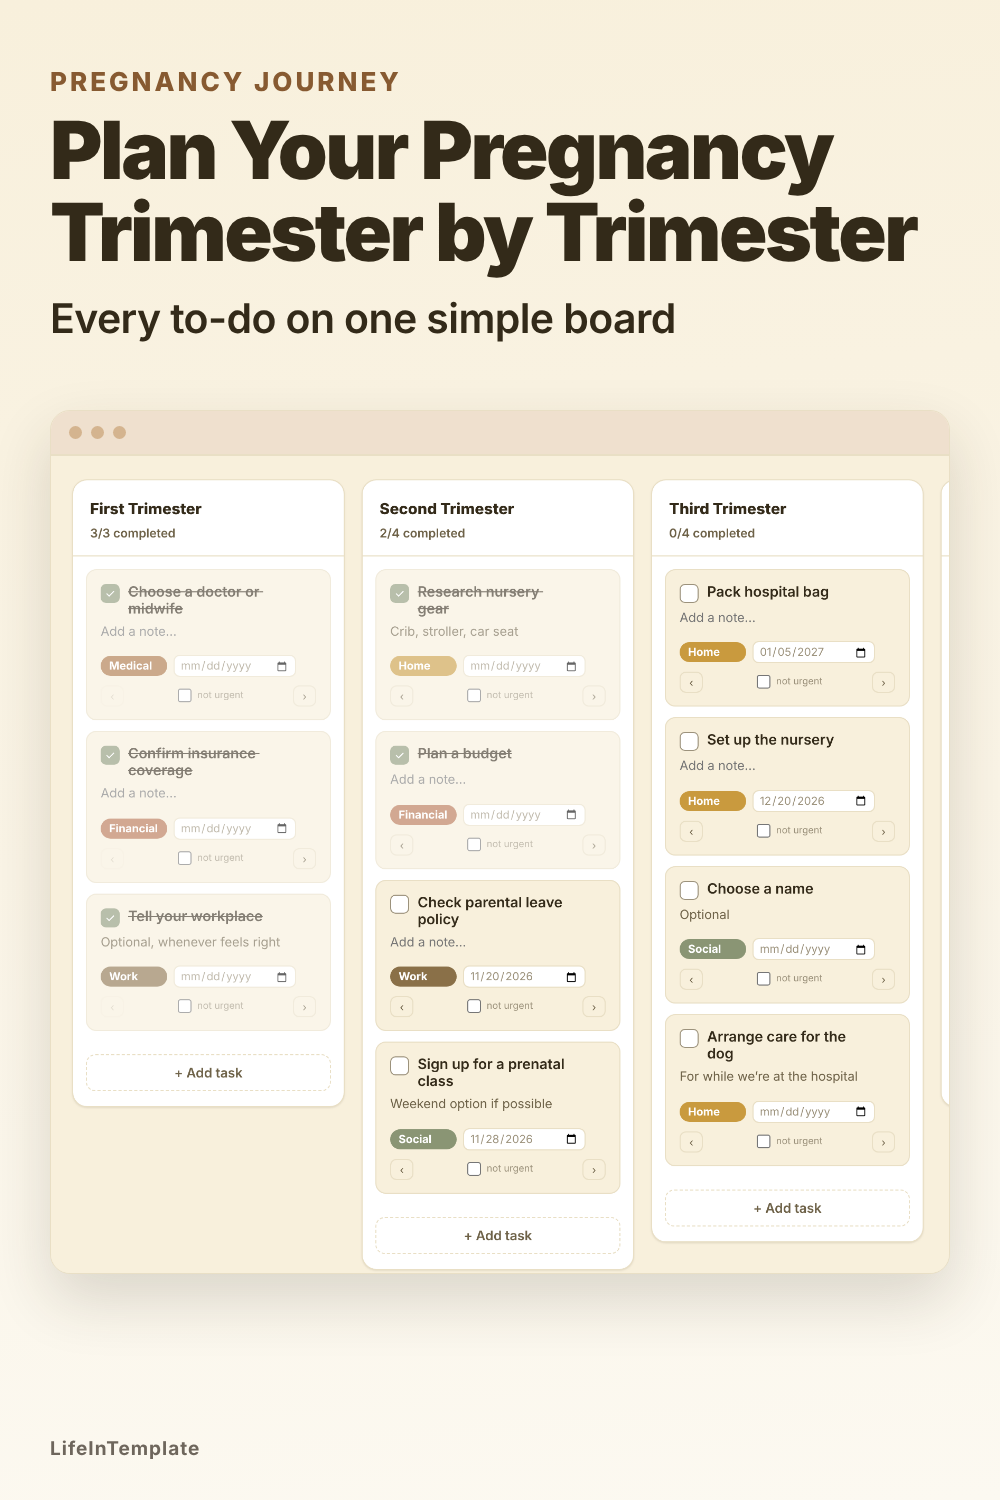 PREGNANCY JOURNEY
Plan Your Pregnancy
Trimester by Trimester
Every to-do on one simple board
First Trimester
3/3 completed
Choose a doctor or
midwife
Add a note...
Medical mm/dd/yyyy
‹ not urgent ›
Confirm insurance
coverage
Add a note...
Financial mm/dd/yyyy
‹ not urgent ›
Tell your workplace
Optional, whenever feels right
Work mm/dd/yyyy
‹ not urgent ›
+ Add task
Second Trimester
2/4 completed
Research nursery
gear
Crib, stroller, car seat
Home mm/dd/yyyy
‹ not urgent ›
Plan a budget
Add a note...
Financial mm/dd/yyyy
‹ not urgent ›
Check parental leave
policy
Add a note...
Work 11/20/2026
‹ not urgent ›
Sign up for a prenatal
class
Weekend option if possible
Social 11/28/2026
‹ not urgent ›
+ Add task
Third Trimester
0/4 completed
Pack hospital bag
Add a note...
Home 01/05/2027
‹ not urgent ›
Set up the nursery
Add a note...
Home 12/20/2026
‹ not urgent ›
Choose a name
Optional
Social mm/dd/yyyy
‹ not urgent ›
Arrange care for the
dog
For while we're at the hospital
Home mm/dd/yyyy
‹ not urgent ›
+ Add task
LifeInTemplate